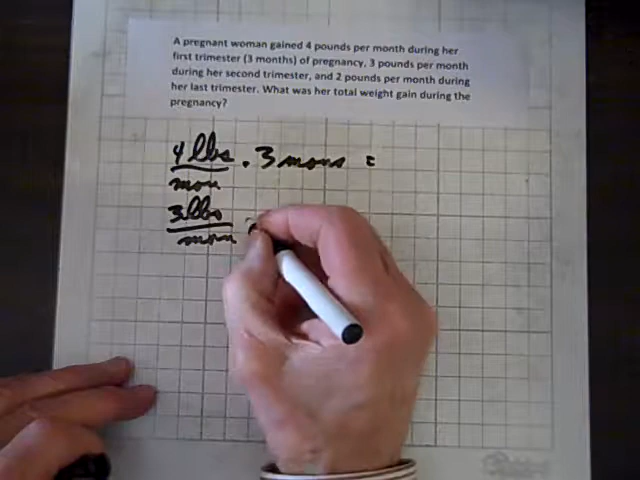 A pregnant woman gained 4 pounds per month during her
first trimester (3 months) of pregnancy, 3 pounds per month
during her second trimester, and 2 pounds per month during
her last trimester. What was her total weight gain during the
pregnancy?
4 lbs . 3 mons =
mon
3 lbs
mon